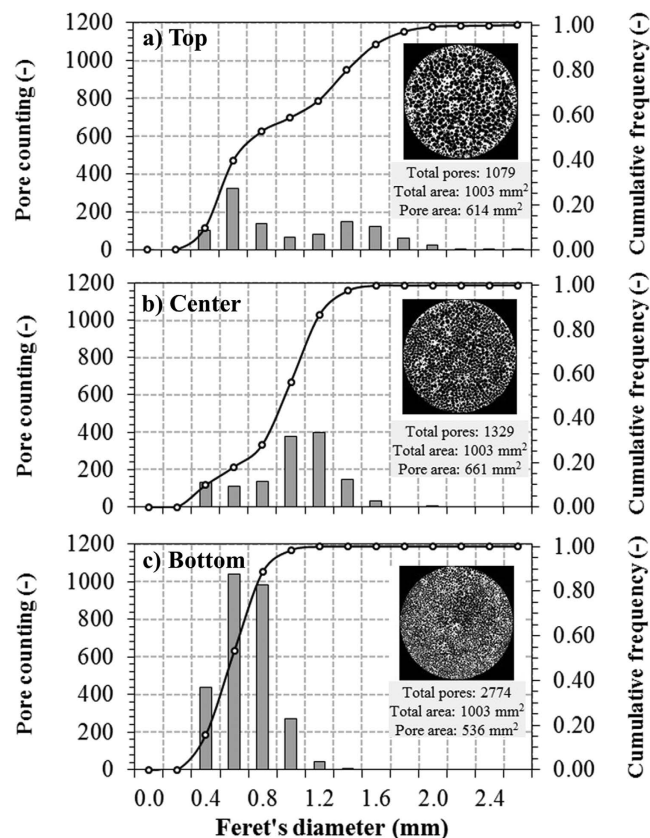 a) Top
Pore counting (-)
1200
1000
800
600
400
200
0
Total pores: 1079
Total area: 1003 mm²
Pore area: 614 mm²
1.00
0.80
0.60
0.40
0.20
0.00
Cumulative frequency (-)
b) Center
Pore counting (-)
1200
1000
800
600
400
200
0
Total pores: 1329
Total area: 1003 mm²
Pore area: 661 mm²
1.00
0.80
0.60
0.40
0.20
0.00
Cumulative frequency (-)
c) Bottom
Pore counting (-)
1200
1000
800
600
400
200
0
Total pores: 2774
Total area: 1003 mm²
Pore area: 536 mm²
1.00
0.80
0.60
0.40
0.20
0.00
Cumulative frequency (-)
0.0 0.4 0.8 1.2 1.6 2.0 2.4
Feret's diameter (mm)